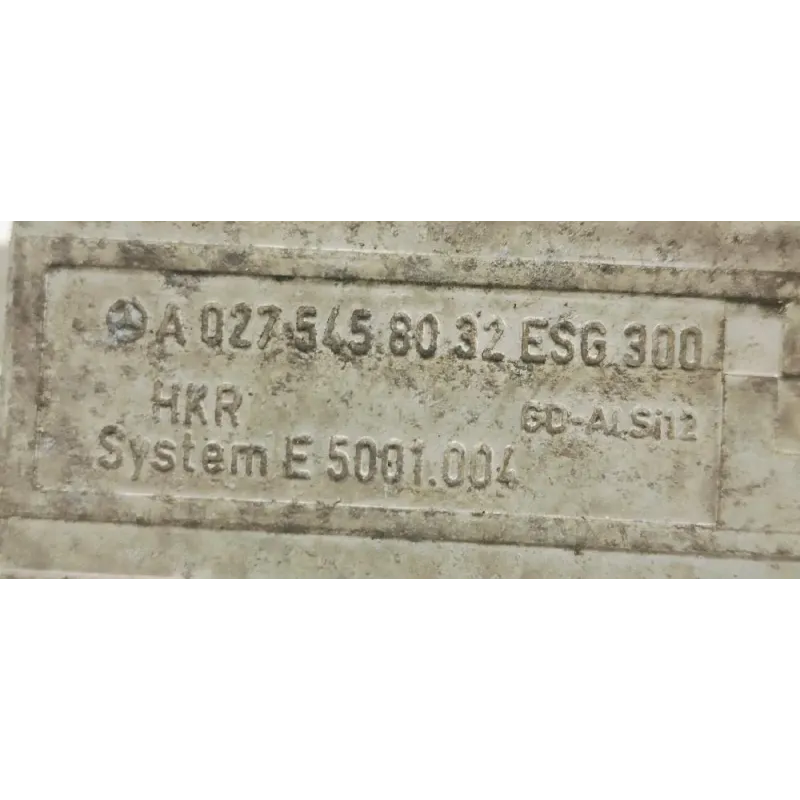 A 027 545 80 32 ESG 300
HKR GD-ALSi12
System E 5001.004